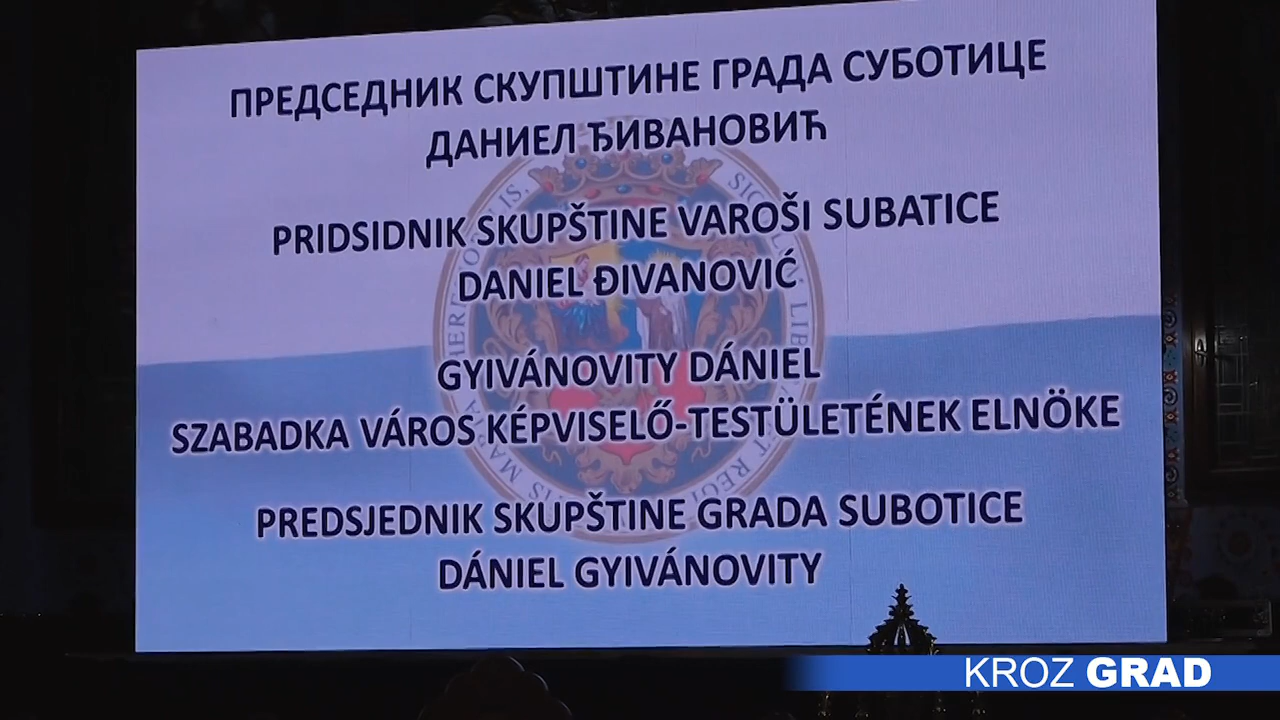 ПРЕДСЕДНИК СКУПШТИНЕ ГРАДА СУБОТИЦЕ
ДАНИЕЛ ЂИВАНОВИЋ
PRIDSIDNIK SKUPŠTINE VAROŠI SUBATICE
DANIEL ĐIVANOVIĆ
GYIVÁNOVITY DÁNIEL
SZABADKA VÁROS KÉPVISELŐ-TESTÜLETÉNEK ELNÖKE
PREDSJEDNIK SKUPŠTINE GRADA SUBOTICE
DÁNIEL GYIVÁNOVITY
KROZ GRAD